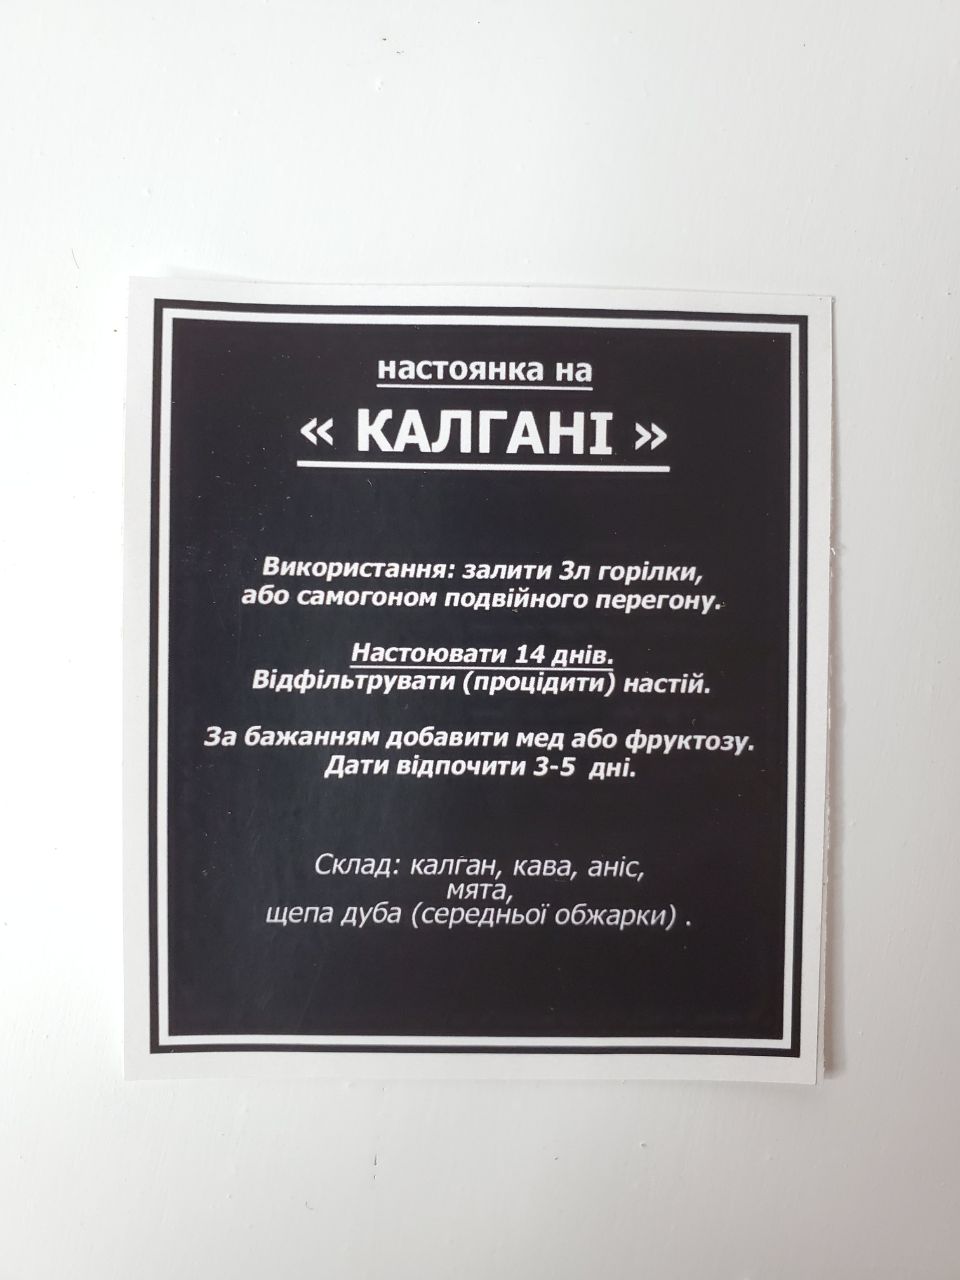 настоянка на
« КАЛГАНІ »
Використання: залити 3л горілки,
або самогоном подвійного перегону.
Настоювати 14 днів.
Відфільтрувати (процідити) настій.
За бажанням добавити мед або фруктозу.
Дати відпочити 3-5 дні.
Склад: калган, кава, аніс,
мята,
щепа дуба (середньої обжарки) .